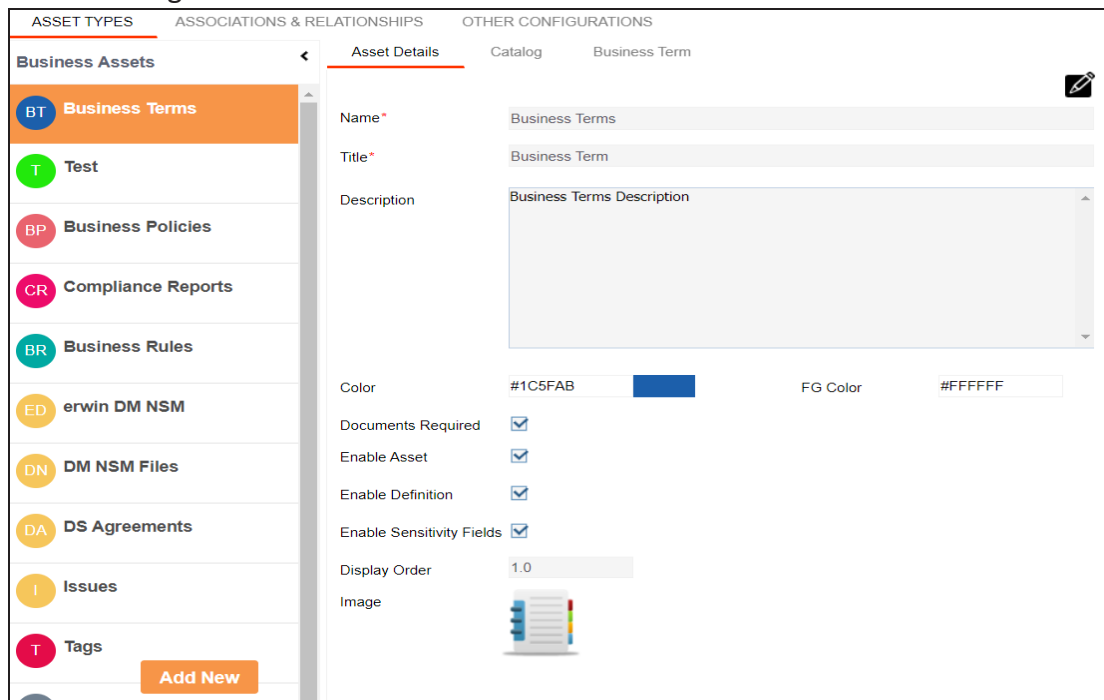 ASSET TYPES ASSOCIATIONS & RELATIONSHIPS OTHER CONFIGURATIONS
Business Assets
Asset Details Catalog Business Term
BT Business Terms
T Test
BP Business Policies
CR Compliance Reports
BR Business Rules
ED erwin DM NSM
DN DM NSM Files
DA DS Agreements
I Issues
T Tags
Add New
Name* Business Terms
Title* Business Term
Description Business Terms Description
Color #1C5FAB FG Color #FFFFFF
Documents Required
Enable Asset
Enable Definition
Enable Sensitivity Fields
Display Order 1.0
Image